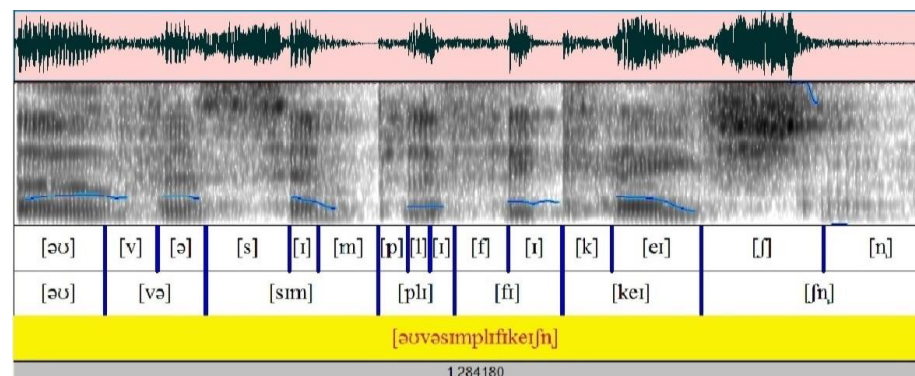 [əʊ] [v] [ə] [s] [ɪ] [m] [p] [l] [ɪ] [f] [ɪ] [k] [eɪ] [ʃ] [n̩]
[əʊ] [və] [sɪm] [plɪ] [fɪ] [keɪ] [ʃn̩]
[əʊvəsɪmplɪfɪkeɪʃn̩]
1.284180